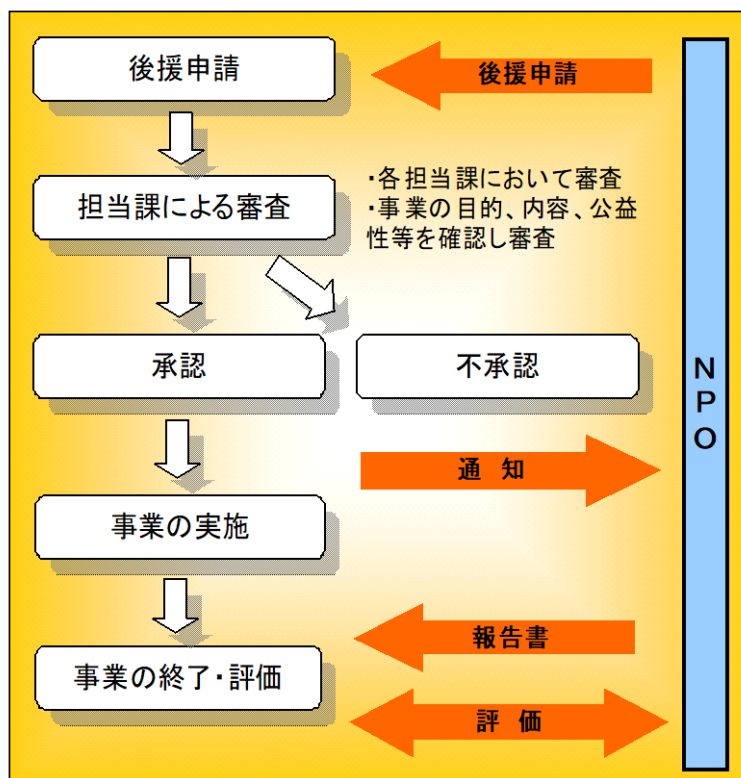 後援申請
後援申請
担当課による審査
・各担当課において審査
・事業の目的、内容、公益
性等を確認し審査
承認
不承認
NPO
通 知
事業の実施
報告書
事業の終了・評価
評 価